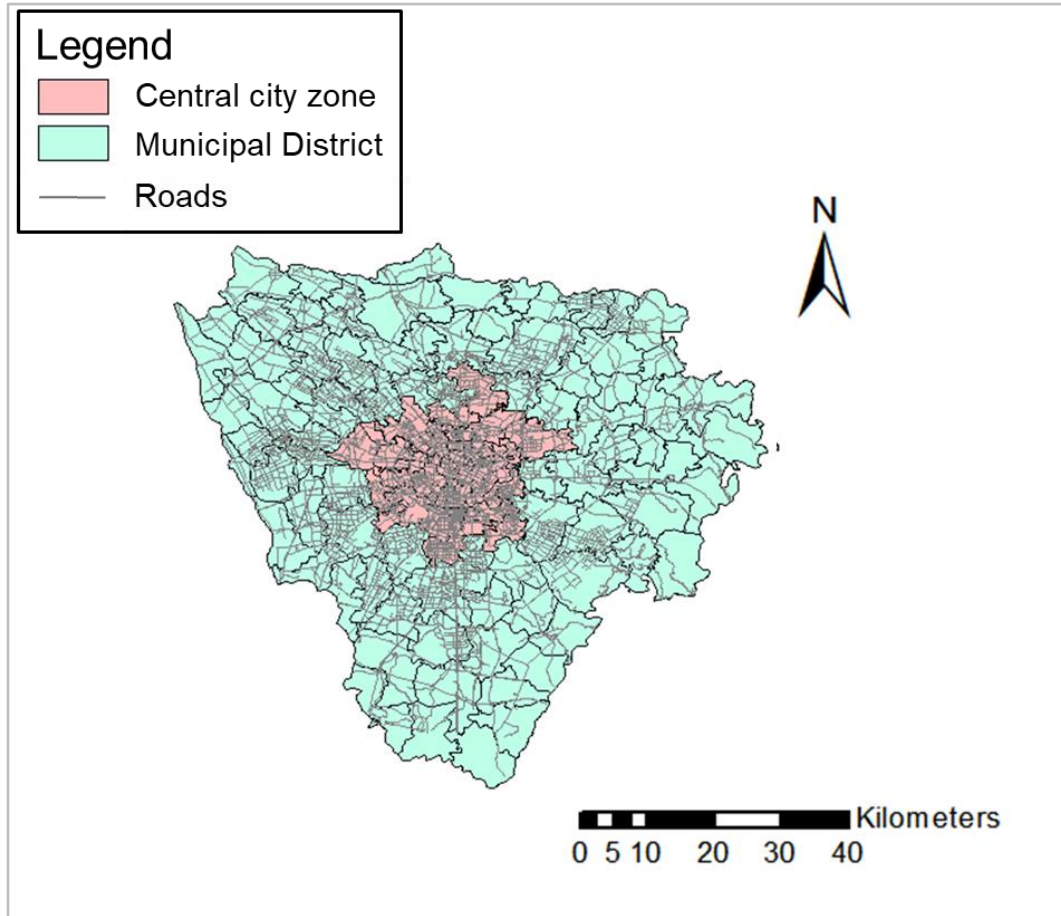 Legend
Central city zone
Municipal District
Roads
N
Kilometers
0 5 10 20 30 40